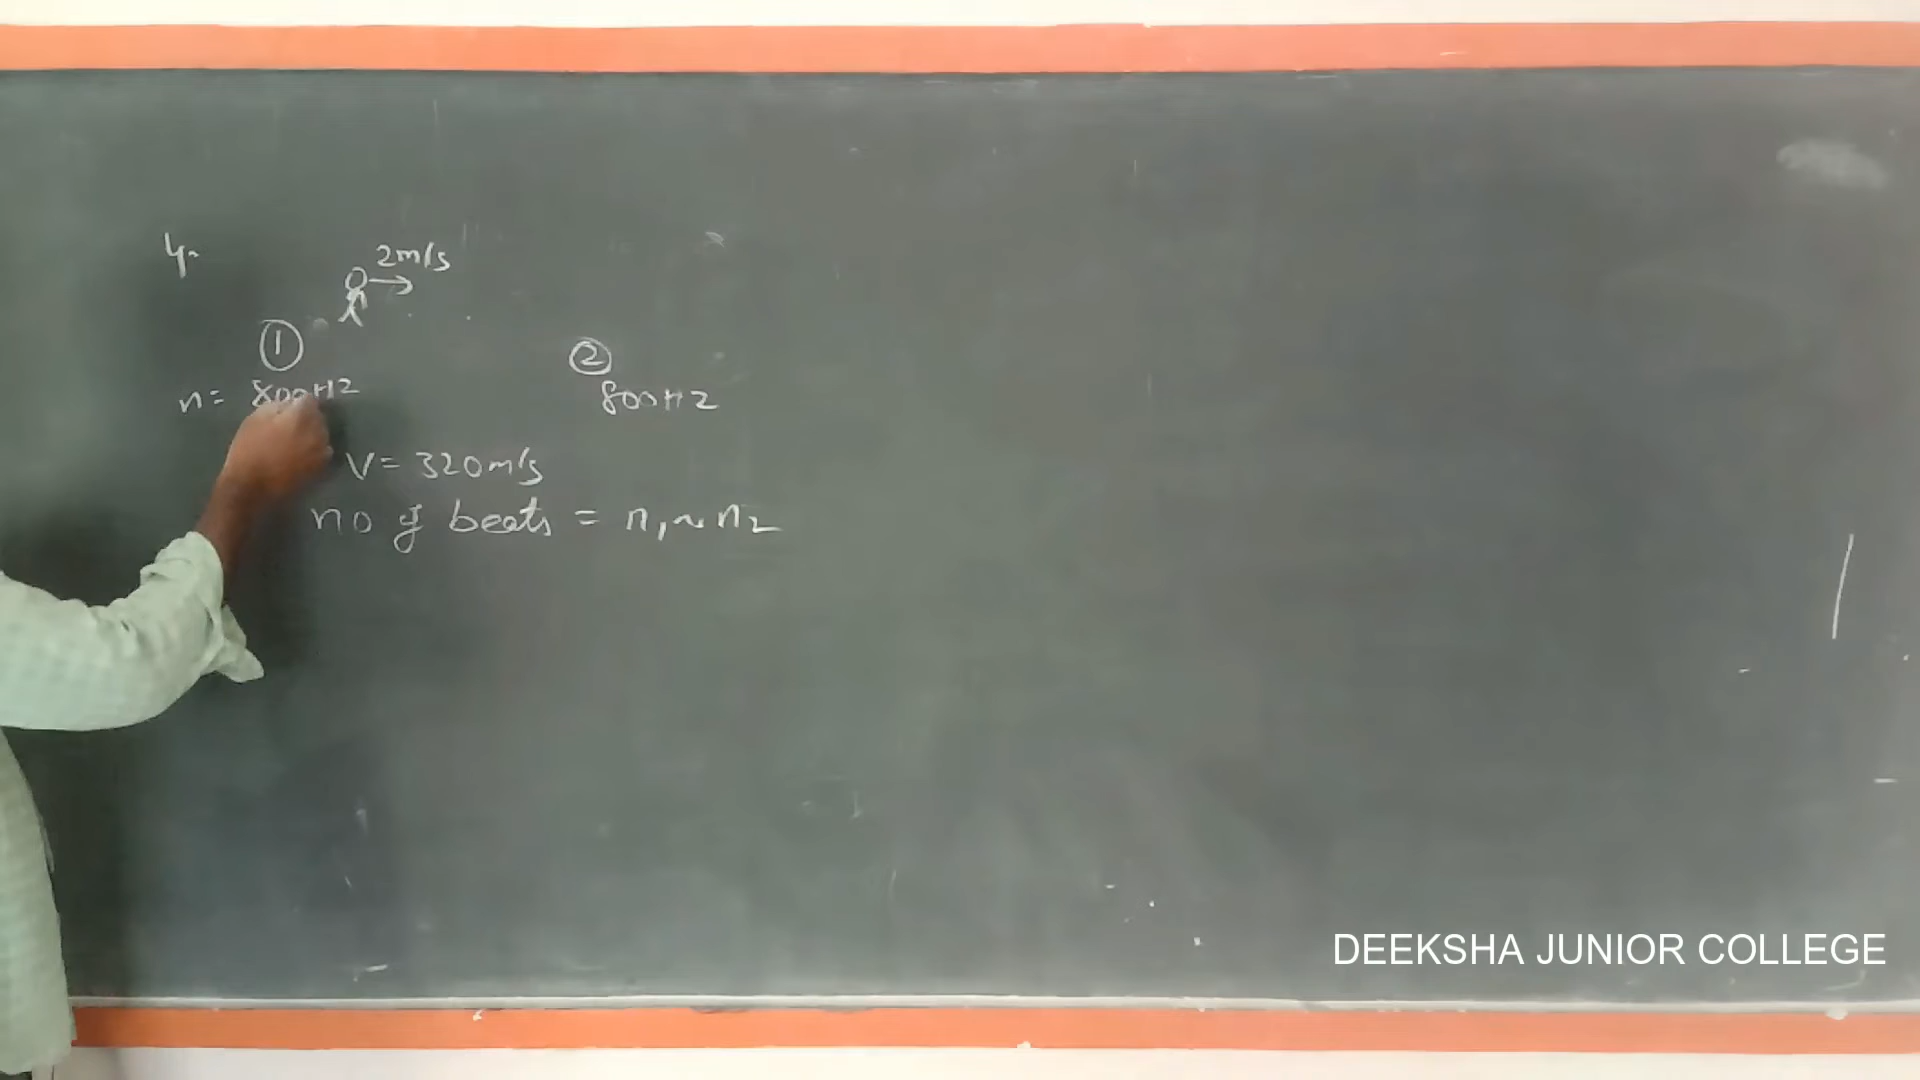 4.
2m/s
① ②
n = 800Hz 800Hz
V = 320m/s
no of beats = n₁ ~ n₂
DEEKSHA JUNIOR COLLEGE